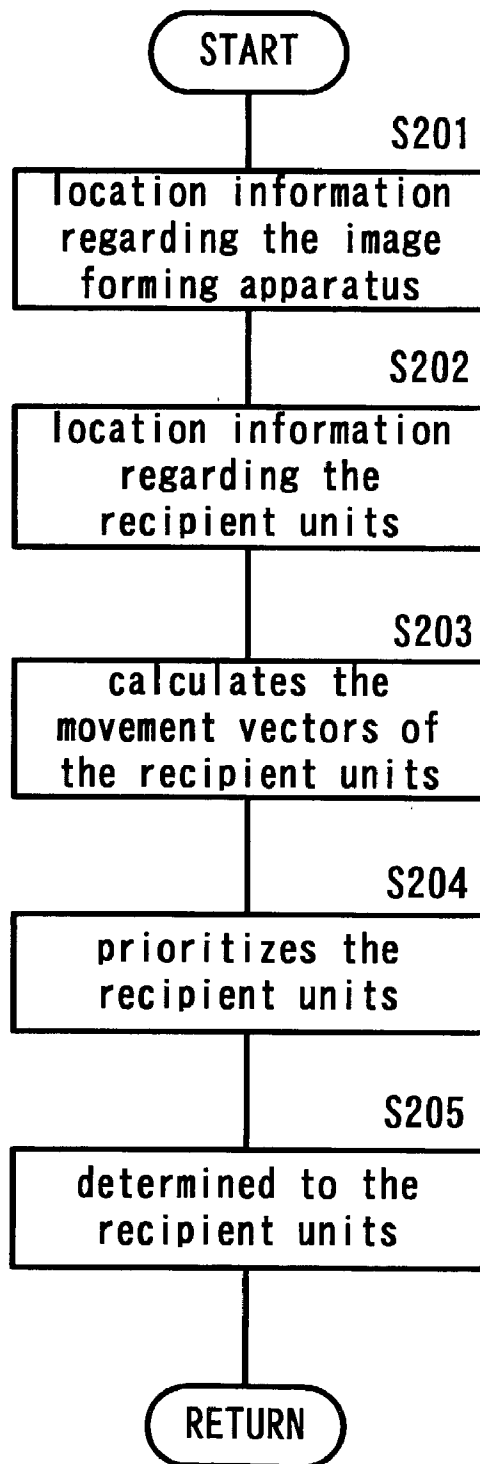 START
S201
location information
regarding the image
forming apparatus
S202
location information
regarding the
recipient units
S203
calculates the
movement vectors of
the recipient units
S204
prioritizes the
recipient units
S205
determined to the
recipient units
RETURN